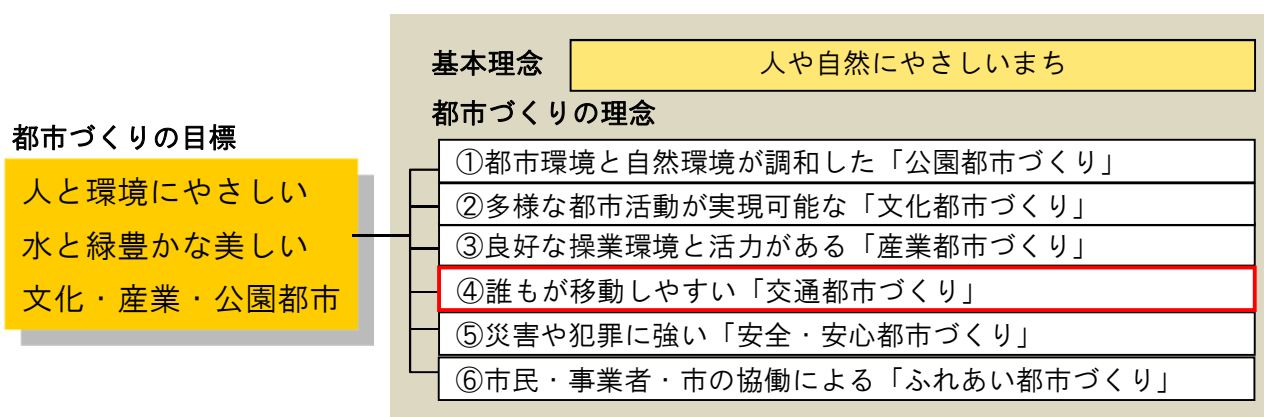 基本理念
人や自然にやさしいまち
都市づくりの理念
都市づくりの目標
人と環境にやさしい
水と緑豊かな美しい
文化・産業・公園都市
①都市環境と自然環境が調和した「公園都市づくり」
②多様な都市活動が実現可能な「文化都市づくり」
③良好な操業環境と活力がある「産業都市づくり」
④誰もが移動しやすい「交通都市づくり」
⑤災害や犯罪に強い「安全・安心都市づくり」
⑥市民・事業者・市の協働による「ふれあい都市づくり」